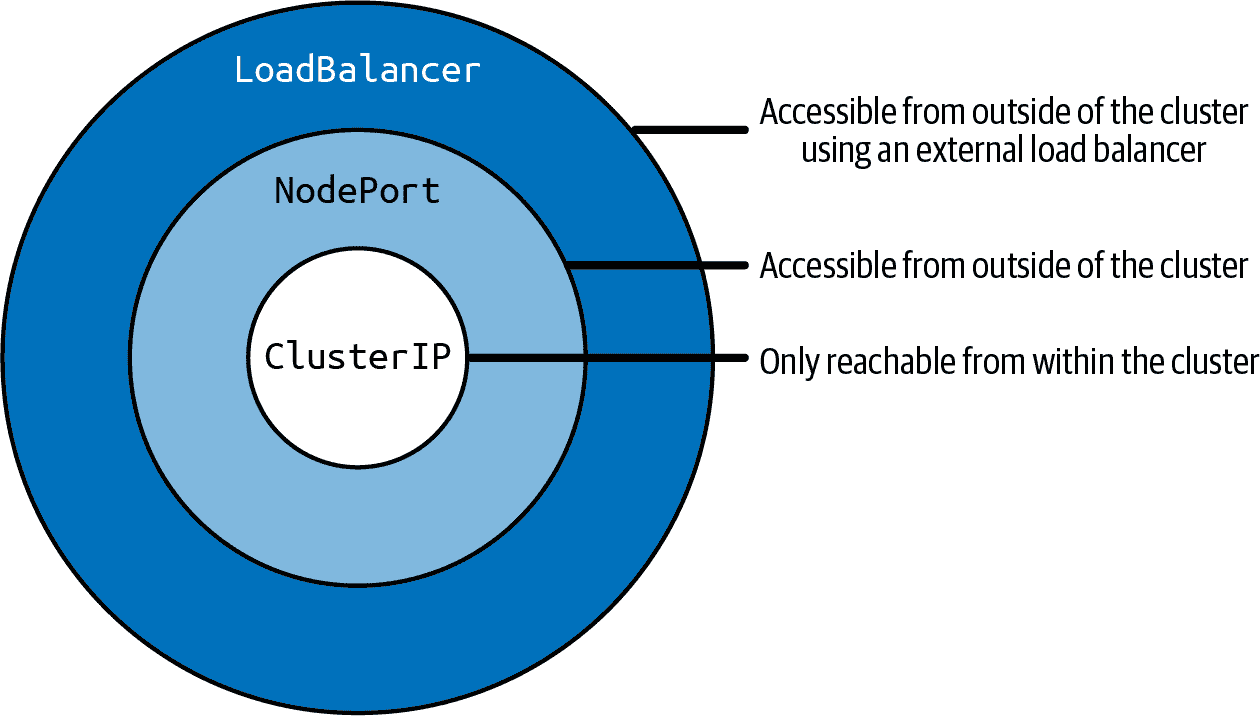 LoadBalancer
Accessible from outside of the cluster
using an external load balancer
NodePort
Accessible from outside of the cluster
ClusterIP
Only reachable from within the cluster